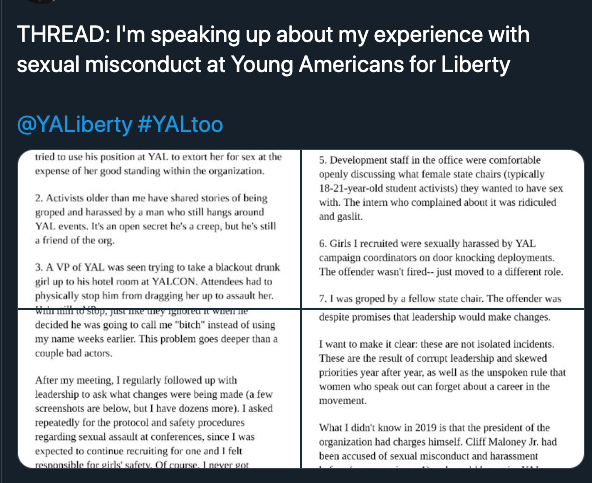 THREAD: I'm speaking up about my experience with
sexual misconduct at Young Americans for Liberty
@YALiberty #YALtoo
tried to use his position at YAL to extort her for sex at the
expense of her good standing within the organization.
2. Activists older than me have shared stories of being
groped and harassed by a man who still hangs around
YAL events. It's an open secret he's a creep, but he's still
a friend of the org.
3. A VP of YAL was seen trying to take a blackout drunk
girl up to his hotel room at YALCON. Attendees had to
physically stop him from dragging her up to assault her.
5. Development staff in the office were comfortable
openly discussing what female state chairs (typically
18-21-year-old student activists) they wanted to have sex
with. The intern who complained about it was ridiculed
and gaslit.
6. Girls I recruited were sexually harassed by YAL
campaign coordinators on door knocking deployments.
The offender wasn't fired-- just moved to a different role.
7. I was groped by a fellow state chair. The offender was
with him to stop, just like they ignored it when he
decided he was going to call me "bitch" instead of using
my name weeks earlier. This problem goes deeper than a
couple bad actors.
After my meeting, I regularly followed up with
leadership to ask what changes were being made (a few
screenshots are below, but I have dozens more). I asked
repeatedly for the protocol and safety procedures
regarding sexual assault at conferences, since I was
expected to continue recruiting for one and I felt
responsible for girls' safety. Of course, I never got
despite promises that leadership would make changes.
I want to make it clear: these are not isolated incidents.
These are the result of corrupt leadership and skewed
priorities year after year, as well as the unspoken rule that
women who speak out can forget about a career in the
movement.
What I didn't know in 2019 is that the president of the
organization had charges himself. Cliff Maloney Jr. had
been accused of sexual misconduct and harassment